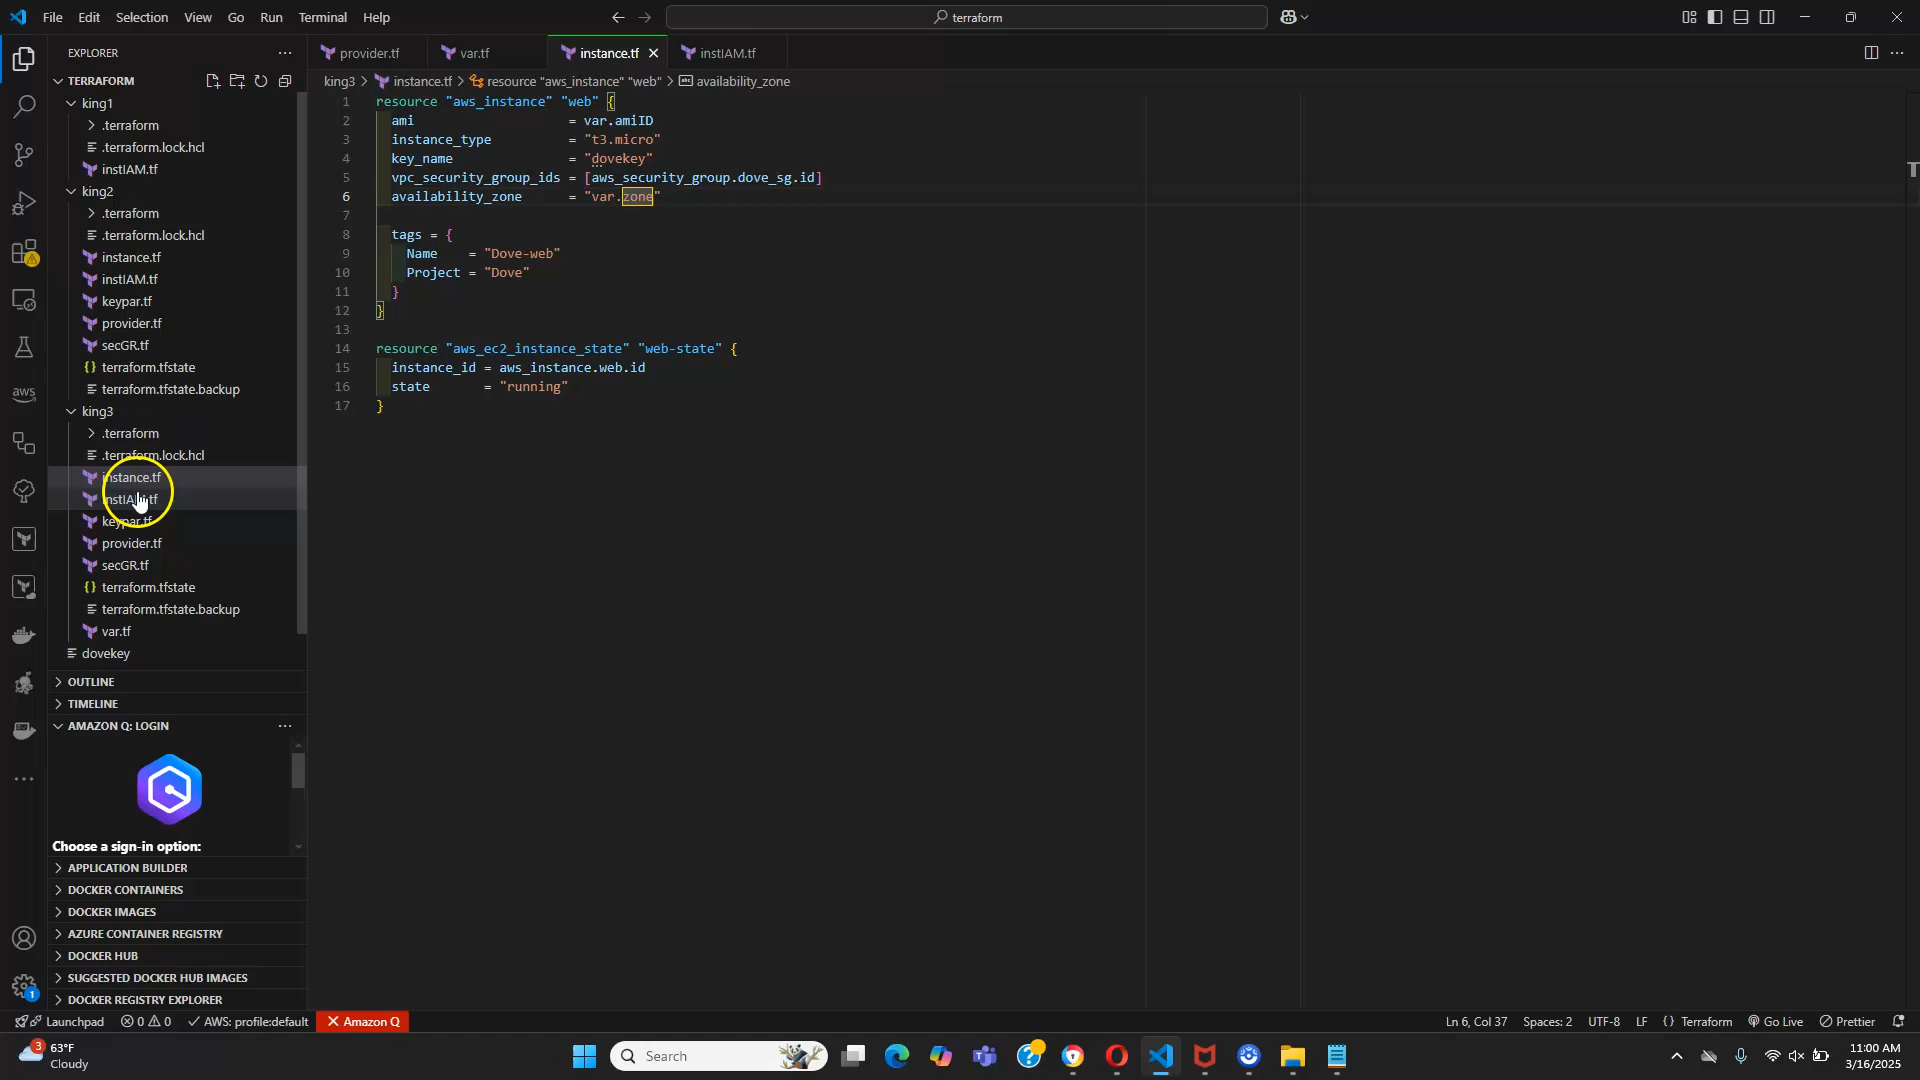 File Edit Selection View Go Run Terminal Help
terraform
EXPLORER
provider.tf var.tf instance.tf instIAM.tf
TERRAFORM
king3 > instance.tf > resource "aws_instance" "web" > availability_zone
king1
.terraform
.terraform.lock.hcl
instIAM.tf
king2
.terraform
.terraform.lock.hcl
instance.tf
instIAM.tf
keypar.tf
provider.tf
secGR.tf
terraform.tfstate
terraform.tfstate.backup
king3
.terraform
.terraform.lock.hcl
instance.tf
keypar.tf
provider.tf
secGR.tf
terraform.tfstate
terraform.tfstate.backup
var.tf
dovekey
OUTLINE
TIMELINE
AMAZON Q: LOGIN
Choose a sign-in option:
APPLICATION BUILDER
DOCKER CONTAINERS
DOCKER IMAGES
AZURE CONTAINER REGISTRY
DOCKER HUB
SUGGESTED DOCKER HUB IMAGES
DOCKER REGISTRY EXPLORER
aws
1 resource "aws_instance" "web" {
2 ami = var.amiID
3 instance_type = "t3.micro"
4 key_name = "dovekey"
5 vpc_security_group_ids = [aws_security_group.dove_sg.id]
6 availability_zone = "var.zone"
7
8 tags = {
9 Name = "Dove-web"
10 Project = "Dove"
11 }
12 }
13
14 resource "aws_ec2_instance_state" "web-state" {
15 instance_id = aws_instance.web.id
16 state = "running"
17 }
1
Launchpad 0 0 AWS: profile:default Amazon Q
Ln 6, Col 37 Spaces: 2 UTF-8 LF {} Terraform Go Live Prettier
3
63°F
Cloudy
Search
11:00 AM
3/16/2025